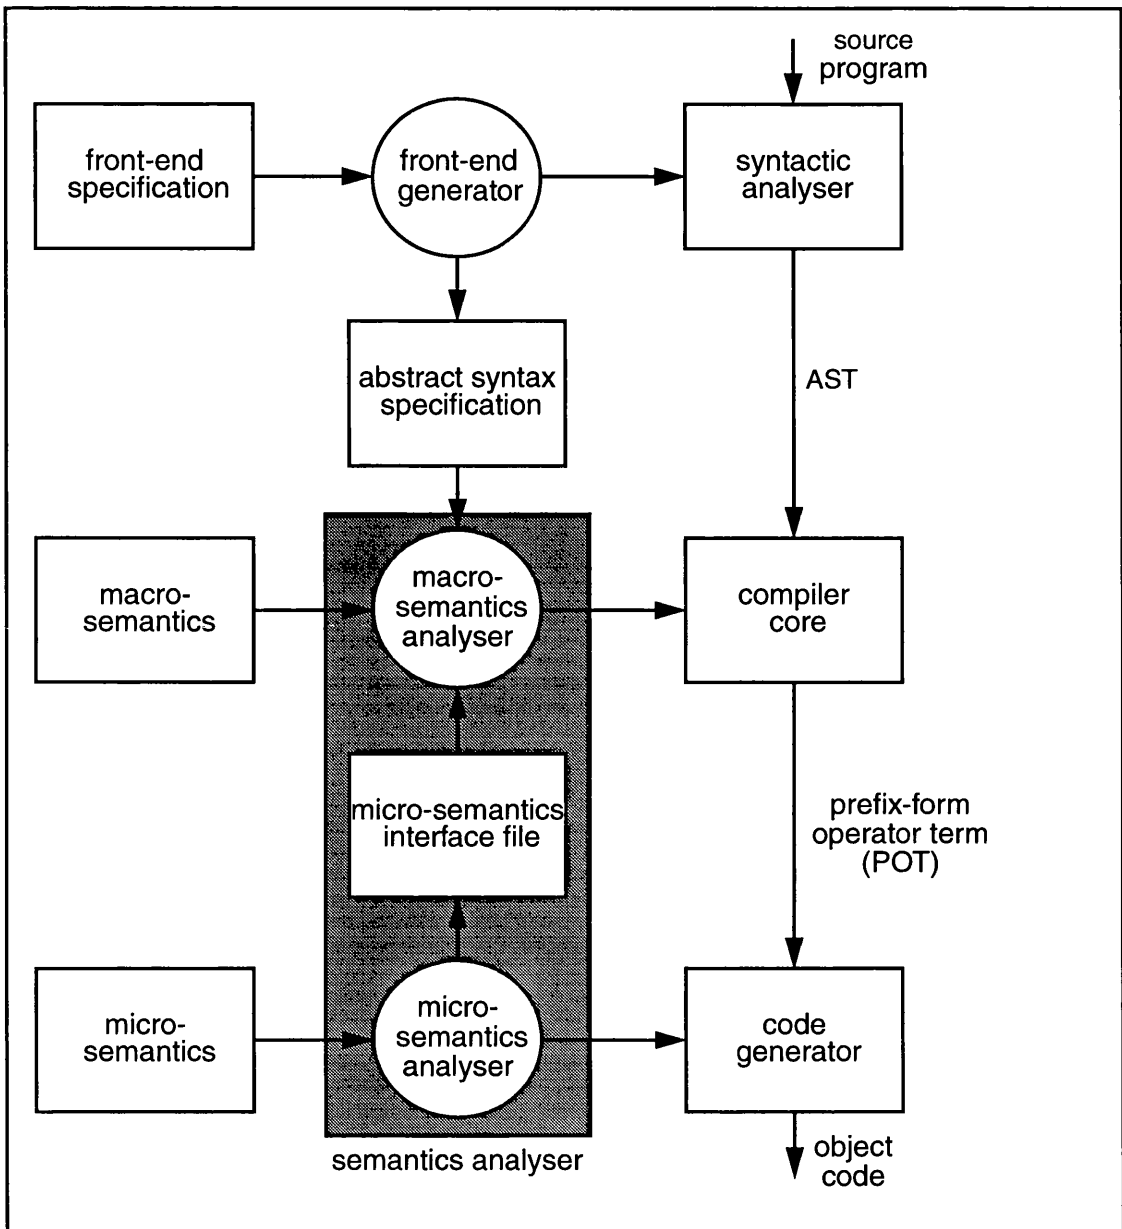 source
program
front-end
specification
front-end
generator
syntactic
analyser
abstract syntax
specification
AST
macro-
semantics
macro-
semantics
analyser
compiler
core
micro-semantics
interface file
prefix-form
operator term
(POT)
micro-
semantics
micro-
semantics
analyser
code
generator
semantics analyser
object
code